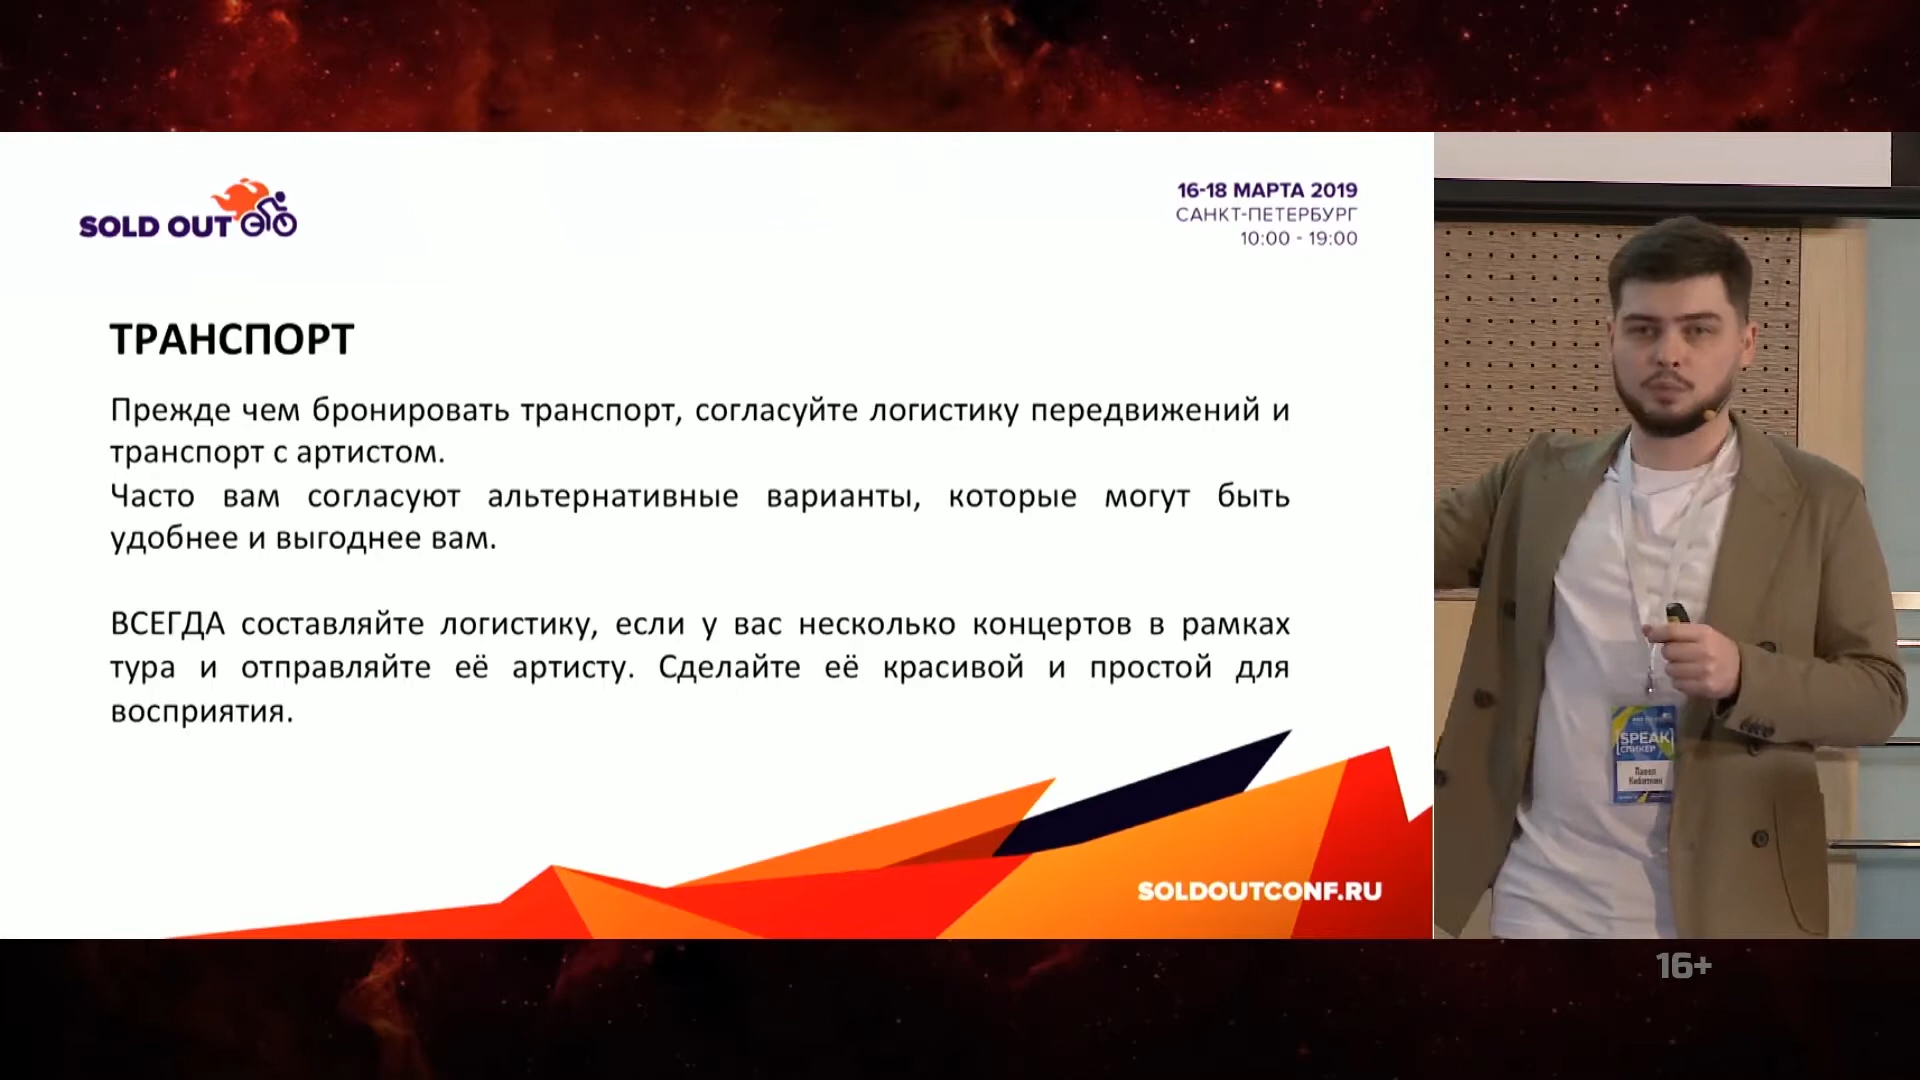 SOLD OUT
16-18 МАРТА 2019
САНКТ-ПЕТЕРБУРГ
10:00 - 19:00
ТРАНСПОРТ
Прежде чем бронировать транспорт, согласуйте логистику передвижений и
транспорт с артистом.
Часто вам согласуют альтернативные варианты, которые могут быть
удобнее и выгоднее вам.
ВСЕГДА составляйте логистику, если у вас несколько концертов в рамках
тура и отправляйте её артисту. Сделайте её красивой и простой для
восприятия.
SOLDOUTCONF.RU
SPEAK
СПИКЕР
Павел
16+